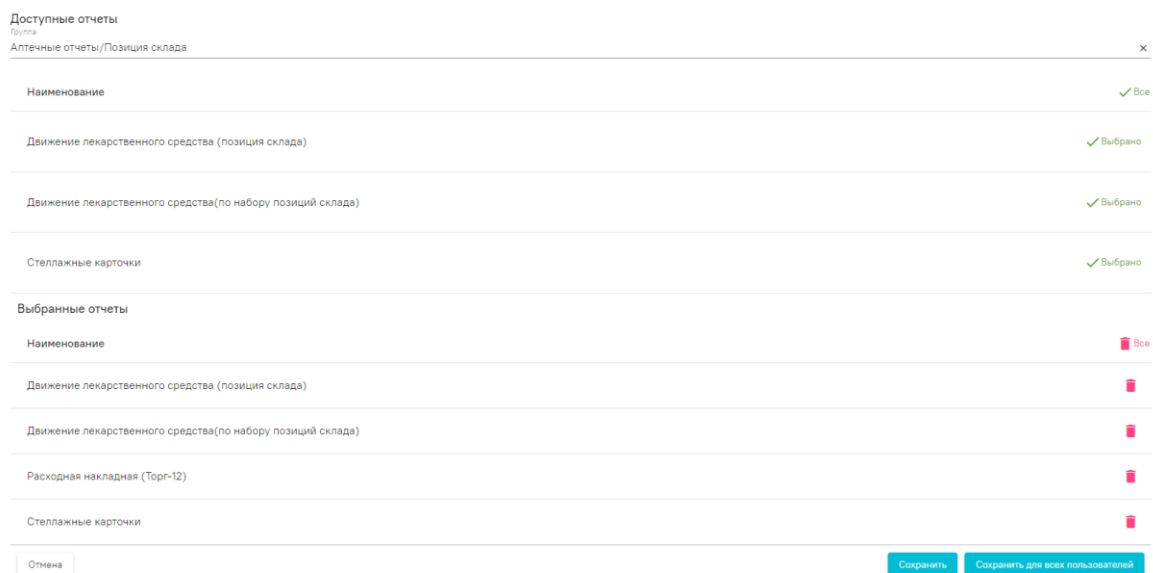 Доступные отчеты
Группа
Аптечные отчеты/Позиция склада
Наименование Все
Движение лекарственного средства (позиция склада) Выбрано
Движение лекарственного средства(по набору позиций склада) Выбрано
Стеллажные карточки Выбрано
Выбранные отчеты
Наименование Все
Движение лекарственного средства (позиция склада)
Движение лекарственного средства(по набору позиций склада)
Расходная накладная (Торг-12)
Стеллажные карточки
Отмена Сохранить Сохранить для всех пользователей